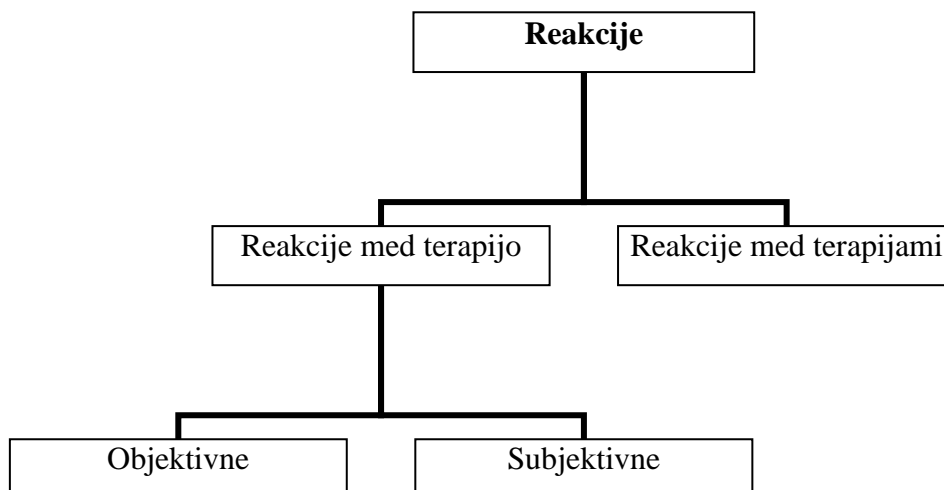 Reakcije
Reakcije med terapijo
Reakcije med terapijami
Objektivne
Subjektivne